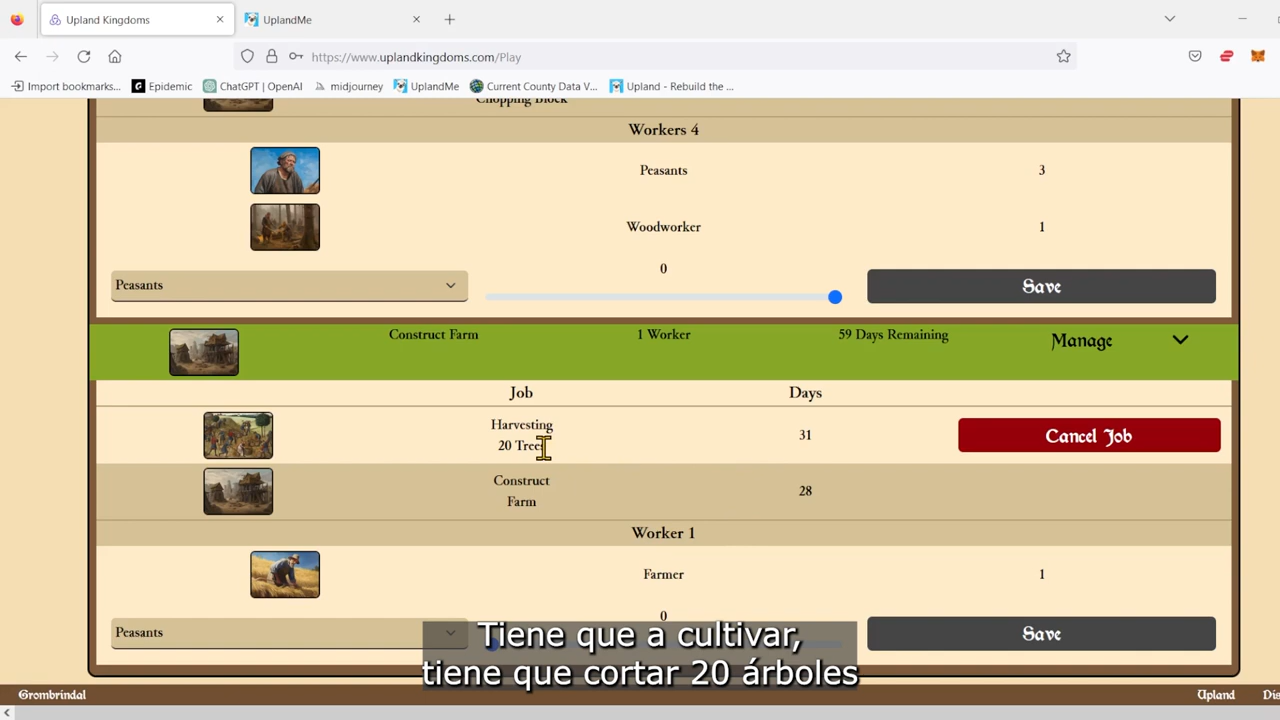 Upland Kingdoms
UplandMe
https://www.uplandkingdoms.com/Play
Import bookmarks...
Epidemic
ChatGPT | OpenAI
midjourney
UplandMe
Current County Data V...
Upland - Rebuild the ...
Chopping Block
Workers 4
Peasants 3
Woodworker 1
0
Peasants
Save
Construct Farm 1 Worker 59 Days Remaining Manage
Job Days
Harvesting
20 Trees
31
Cancel Job
Construct
Farm
28
Worker 1
Farmer 1
0
Peasants
Save
Tiene que a cultivar,
tiene que cortar 20 árboles
Grombrindal
Upland
Dis